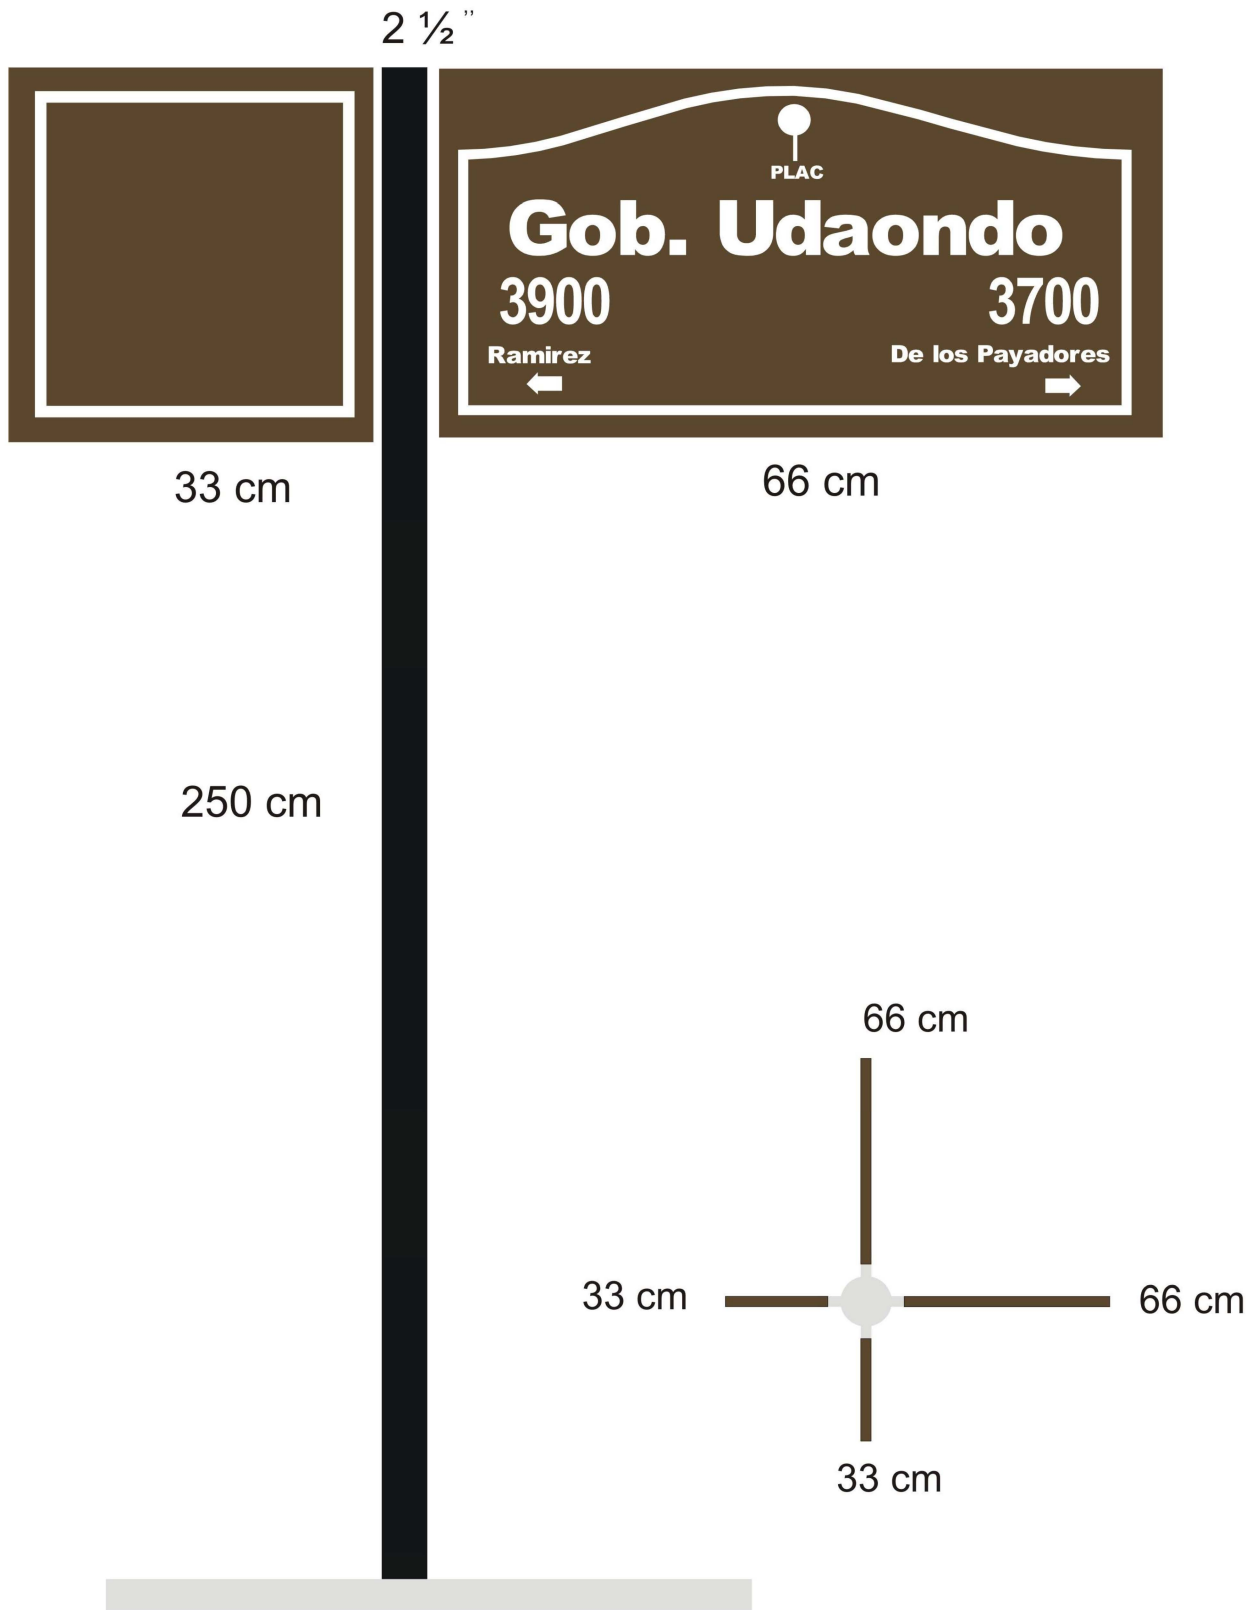 2 ½ ”
PLAC
Gob. Udaondo
3900 3700
Ramirez De los Payadores
33 cm 66 cm
250 cm
66 cm
33 cm 66 cm
33 cm